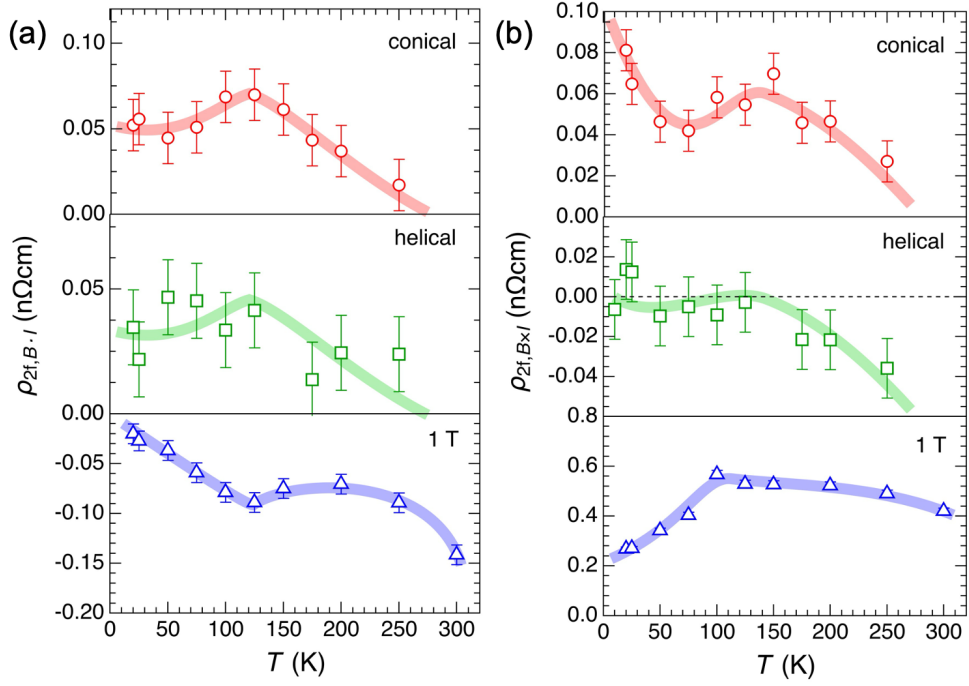 (a)
0.10
conical
0.05
0.00
helical
0.05
0.00
1 T
-0.05
-0.10
-0.15
-0.20
0 50 100 150 200 250 300
T (K)
ρ2f,B·I (nΩcm)
(b)
0.10
conical
0.08
0.06
0.04
0.02
0.00
helical
0.02
0.00
-0.02
-0.04
0.8
1 T
0.6
0.4
0.2
0.0
0 50 100 150 200 250 300
T (K)
ρ2f,B×I (nΩcm)